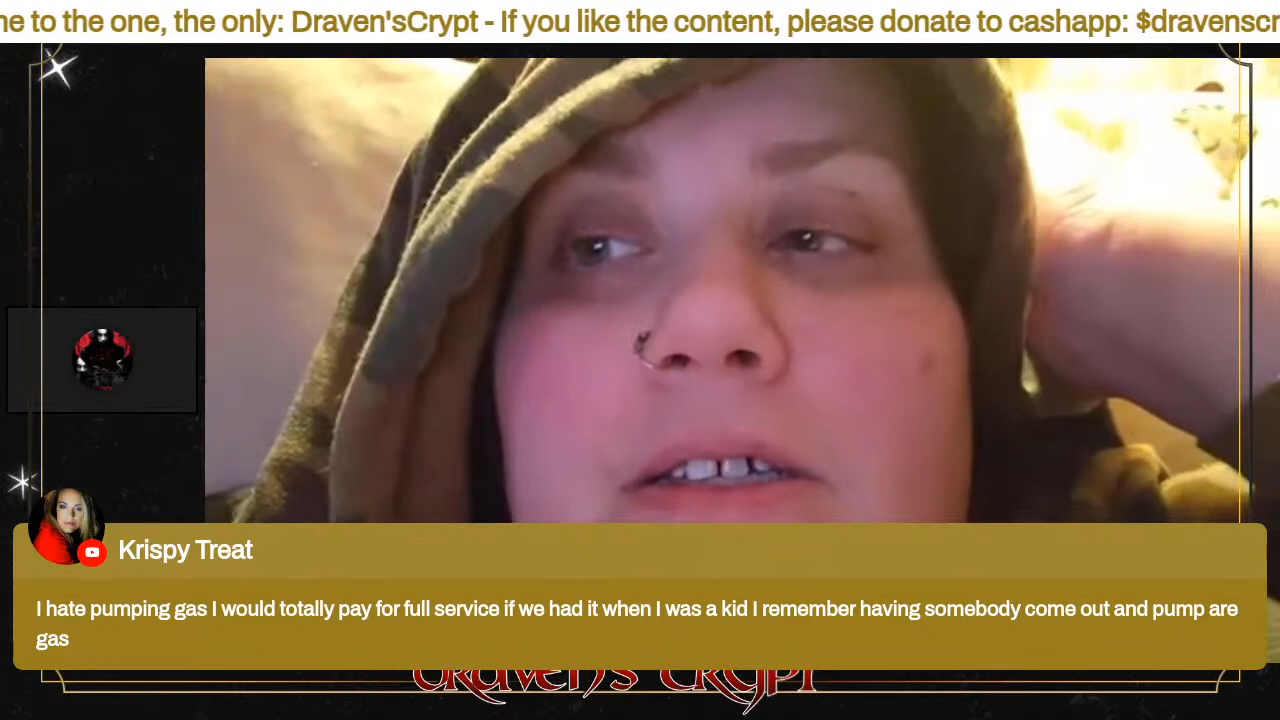 ne to the one, the only: Draven'sCrypt - If you like the content, please donate to cashapp: $dravenscr
Krispy Treat
I hate pumping gas I would totally pay for full service if we had it when I was a kid I remember having somebody come out and pump are
gas
Draven's Crypt